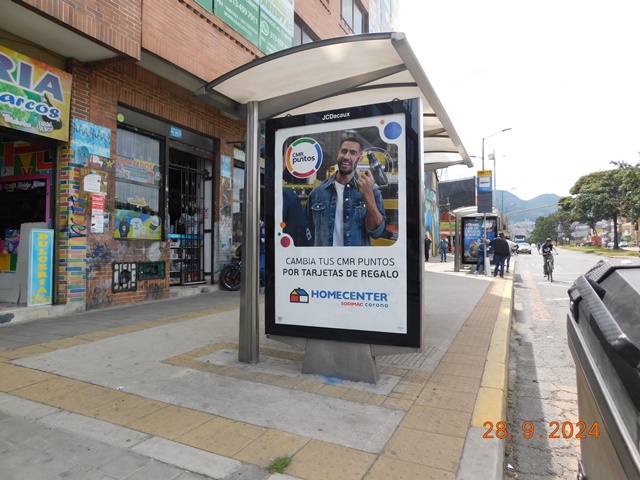 RIA
arcos
JCDecaux
CMR
puntos
CAMBIA TUS CMR PUNTOS
POR TARJETAS DE REGALO
HOMECENTER
SODIMAC corona
28 9 2024